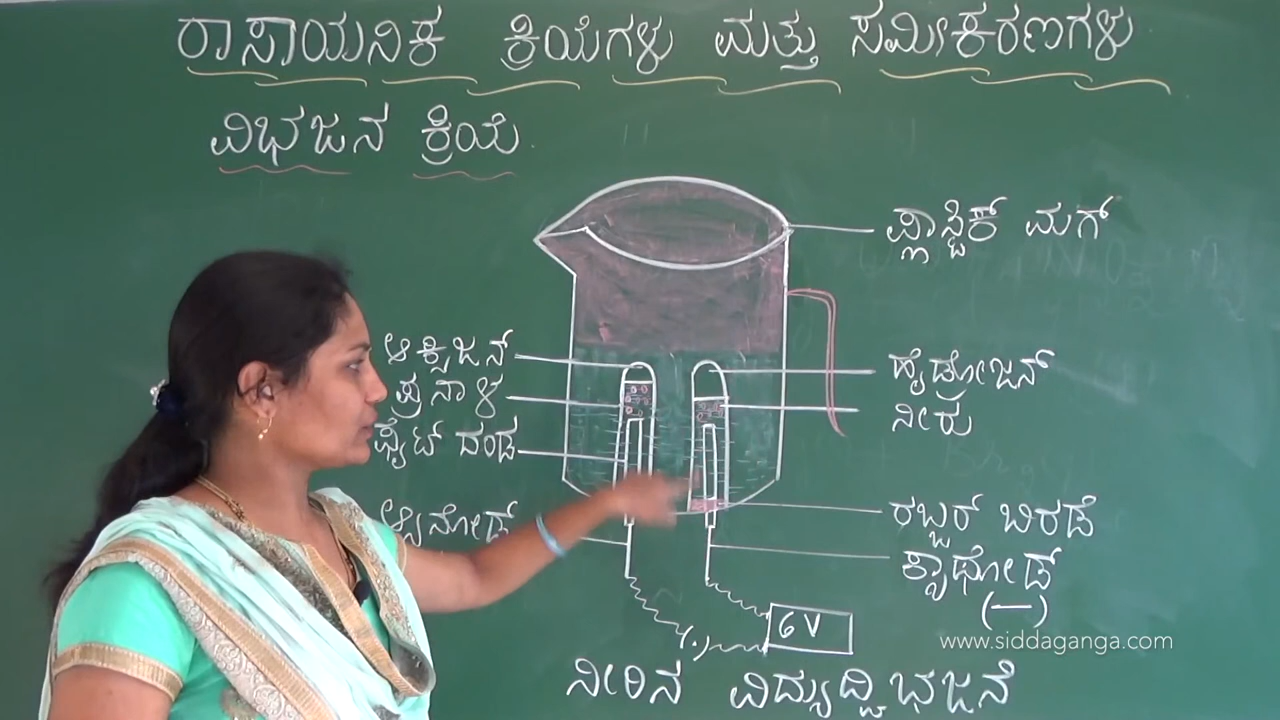 ರಾಸಾಯನಿಕ ಕ್ರಿಯೆಗಳು ಮತ್ತು ಸಮೀಕರಣಗಳು
ವಿಭಜನ ಕ್ರಿಯೆ
ಪ್ಲಾಸ್ಟಿಕ್ ಮಗ್
ಆಕ್ಸಿಜನ್
ಹೈಡ್ರೋಜನ್
ಪ್ರನಾಳ
ನೀರು
ದಂಡ
ರಬ್ಬರ್ ಬಿರಡೆ
ಕ್ಯಾಥೋಡ್
(—)
6V
www.siddaganga.com
ನೀರಿನ ವಿದ್ಯುದ್ವಿಭಜನೆ